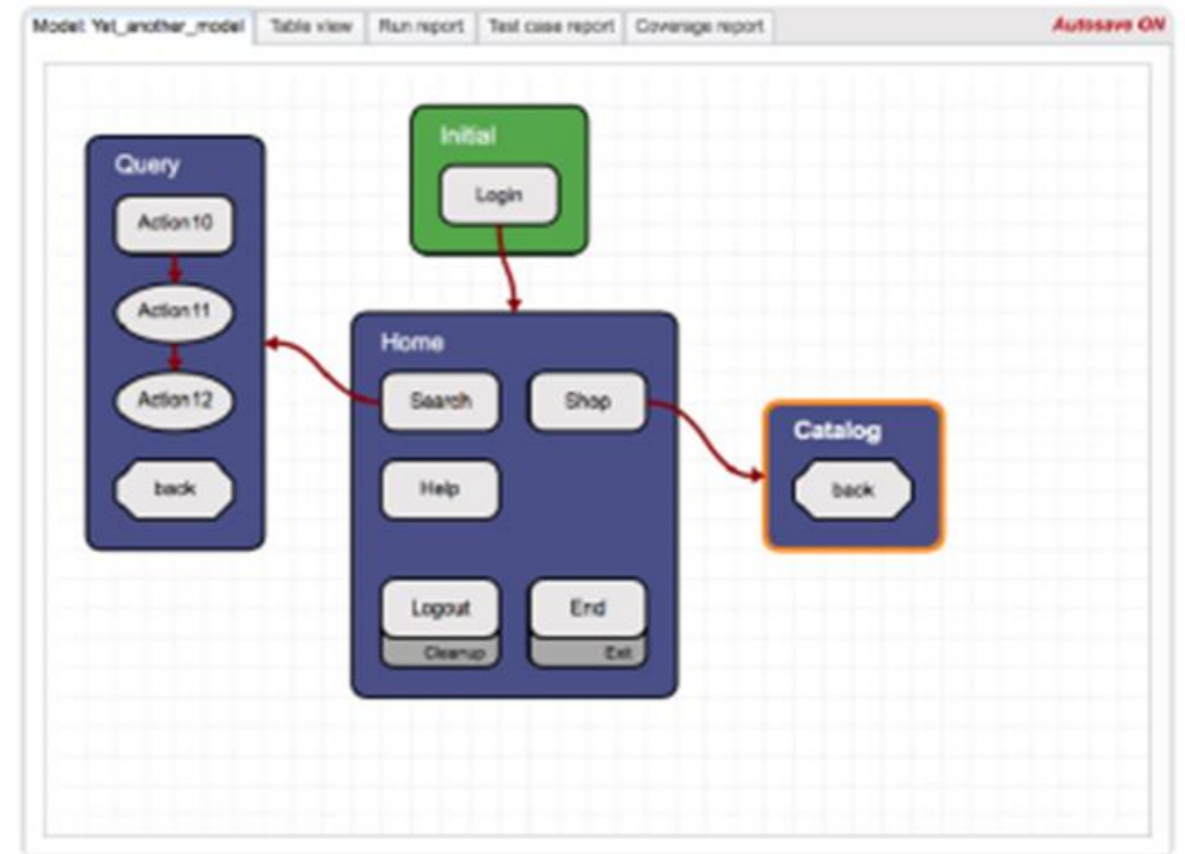 Model: Yet_another_model
Table view
Run report
Test case report
Coverage report
Autosave ON
Initial
Login
Query
Action10
Action11
Action12
back
Home
Search
Shop
Help
Logout
End
Cleanup
Exit
Catalog
back